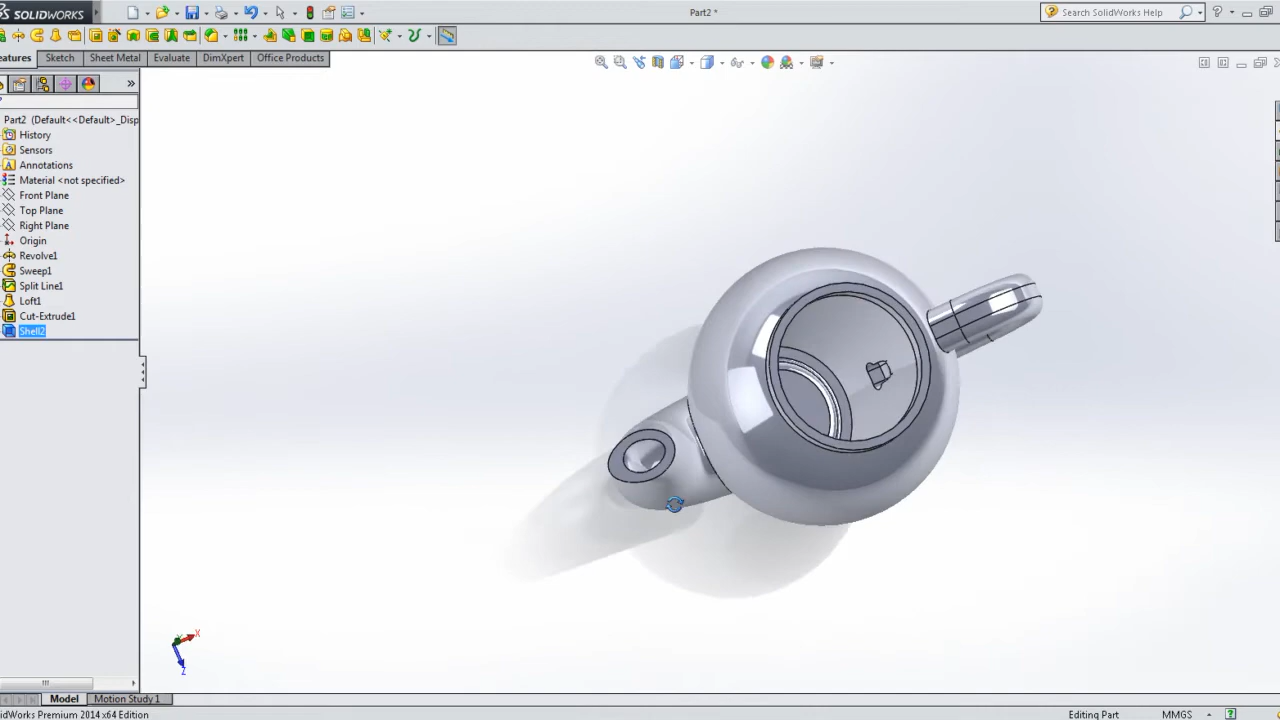 SOLIDWORKS
Part2 *
Search SolidWorks Help
?
eatures Sketch Sheet Metal Evaluate DimXpert Office Products
»
Part2 (Default<<Default>_Disp
History
Sensors
Annotations
Material <not specified>
Front Plane
Top Plane
Right Plane
Origin
Revolve1
Sweep1
Split Line1
Loft1
Cut-Extrude1
Shell2
X
Y
Z
Model Motion Study 1
SolidWorks Premium 2014 x64 Edition
Editing Part
MMGS
?